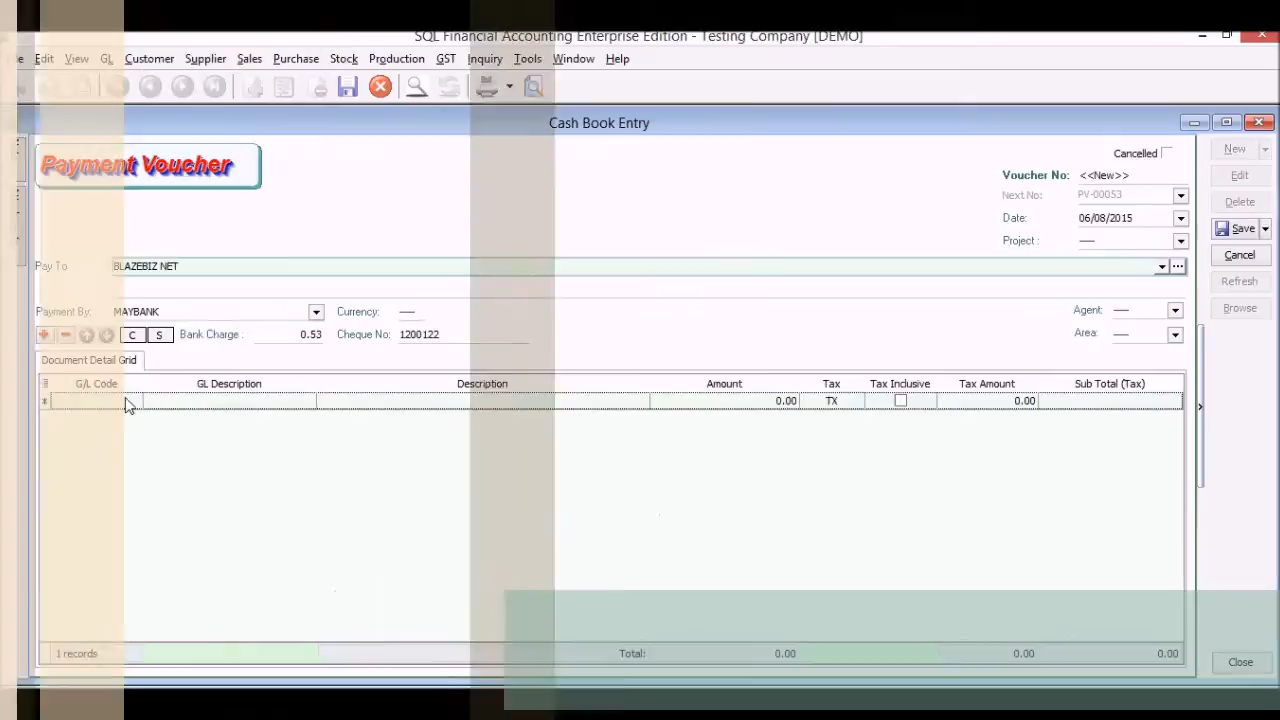 SQL Financial Accounting Enterprise Edition - Testing Company [DEMO]
Edit View GL Customer Supplier Sales Purchase Stock Production GST Inquiry Tools Window Help
Cash Book Entry
Payment Voucher
Cancelled
Voucher No: <<New>>
Next No: PV-00053
Date: 06/08/2015
Project : ----
Pay To BLAZEBIZ NET
Payment By: MAYBANK Currency: ----
Agent: ----
C S Bank Charge : 0.53 Cheque No: 1200122
Area: ----
Document Detail Grid
G/L Code GL Description Description Amount Tax Tax Inclusive Tax Amount Sub Total (Tax)
* 0.00 TX 0.00
1 records Total: 0.00 0.00 0.00
New
Edit
Delete
Save
Cancel
Refresh
Browse
Close